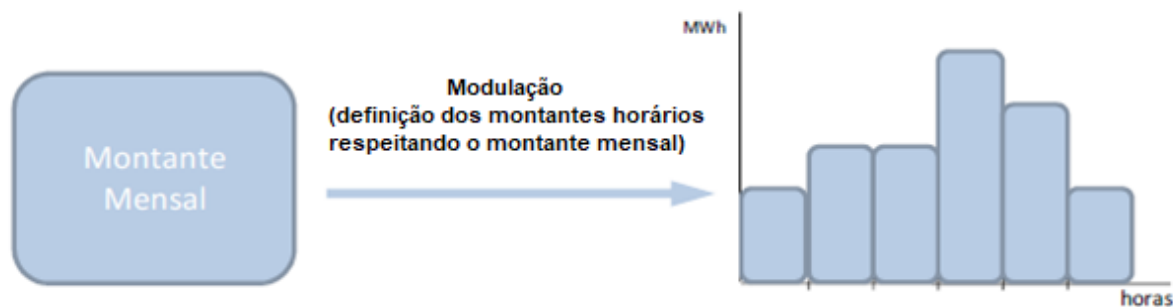 MWh
Modulação
(definição dos montantes horários
respeitando o montante mensal)
Montante
Mensal
horas